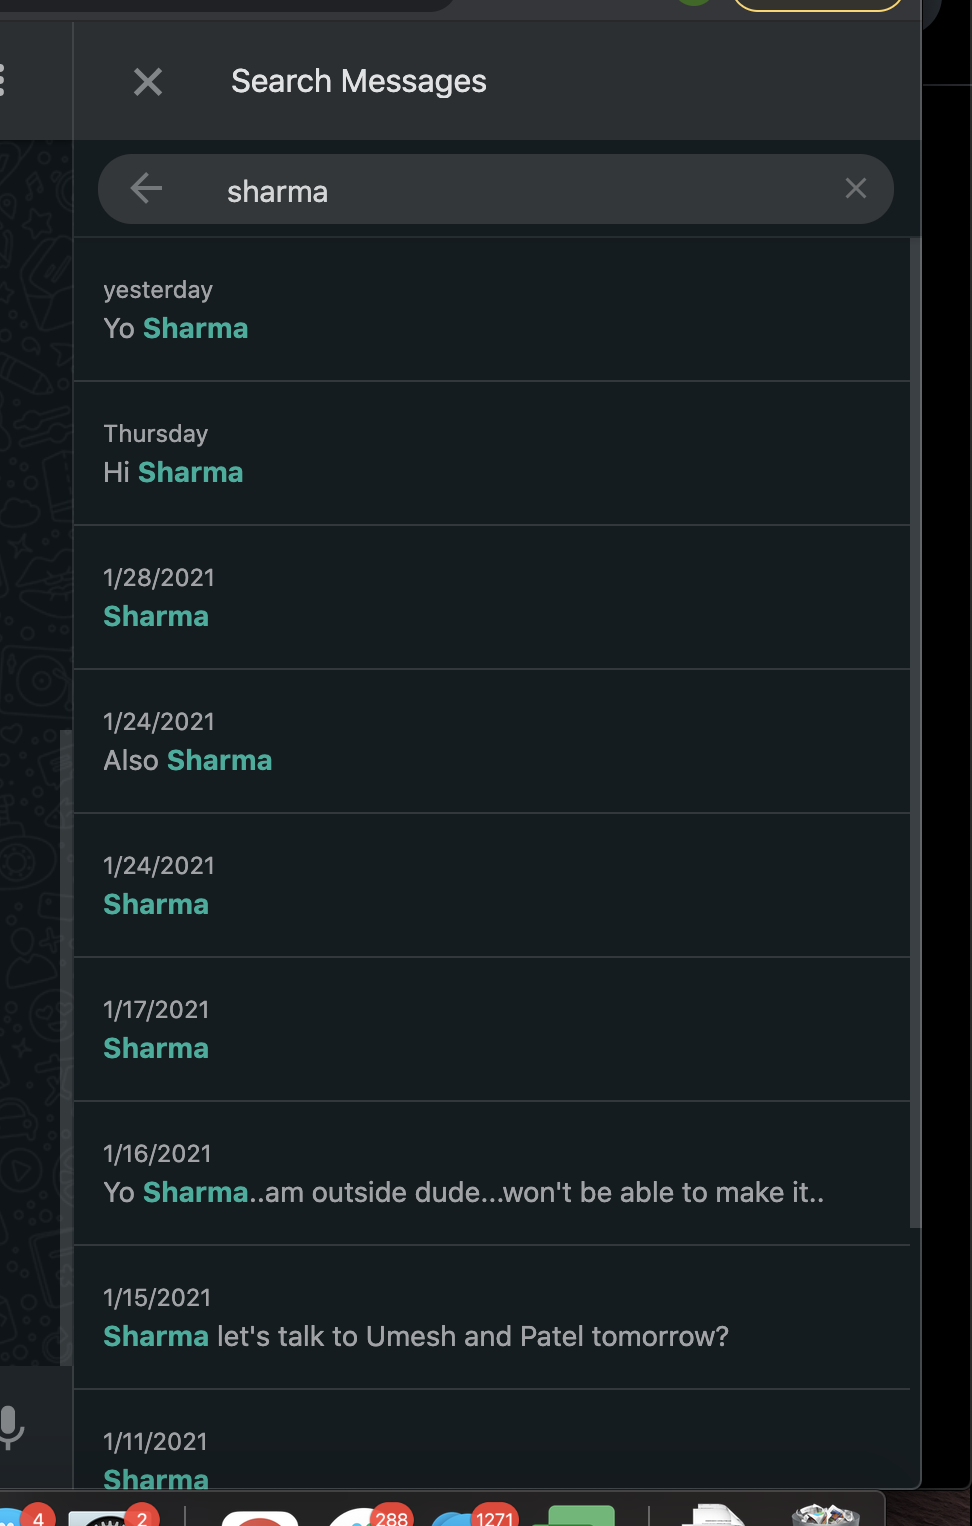 Search Messages
sharma
yesterday
Yo Sharma
Thursday
Hi Sharma
1/28/2021
Sharma
1/24/2021
Also Sharma
1/24/2021
Sharma
1/17/2021
Sharma
1/16/2021
Yo Sharma..am outside dude...won't be able to make it..
1/15/2021
Sharma let's talk to Umesh and Patel tomorrow?
1/11/2021
Sharma
4
2
288
1271